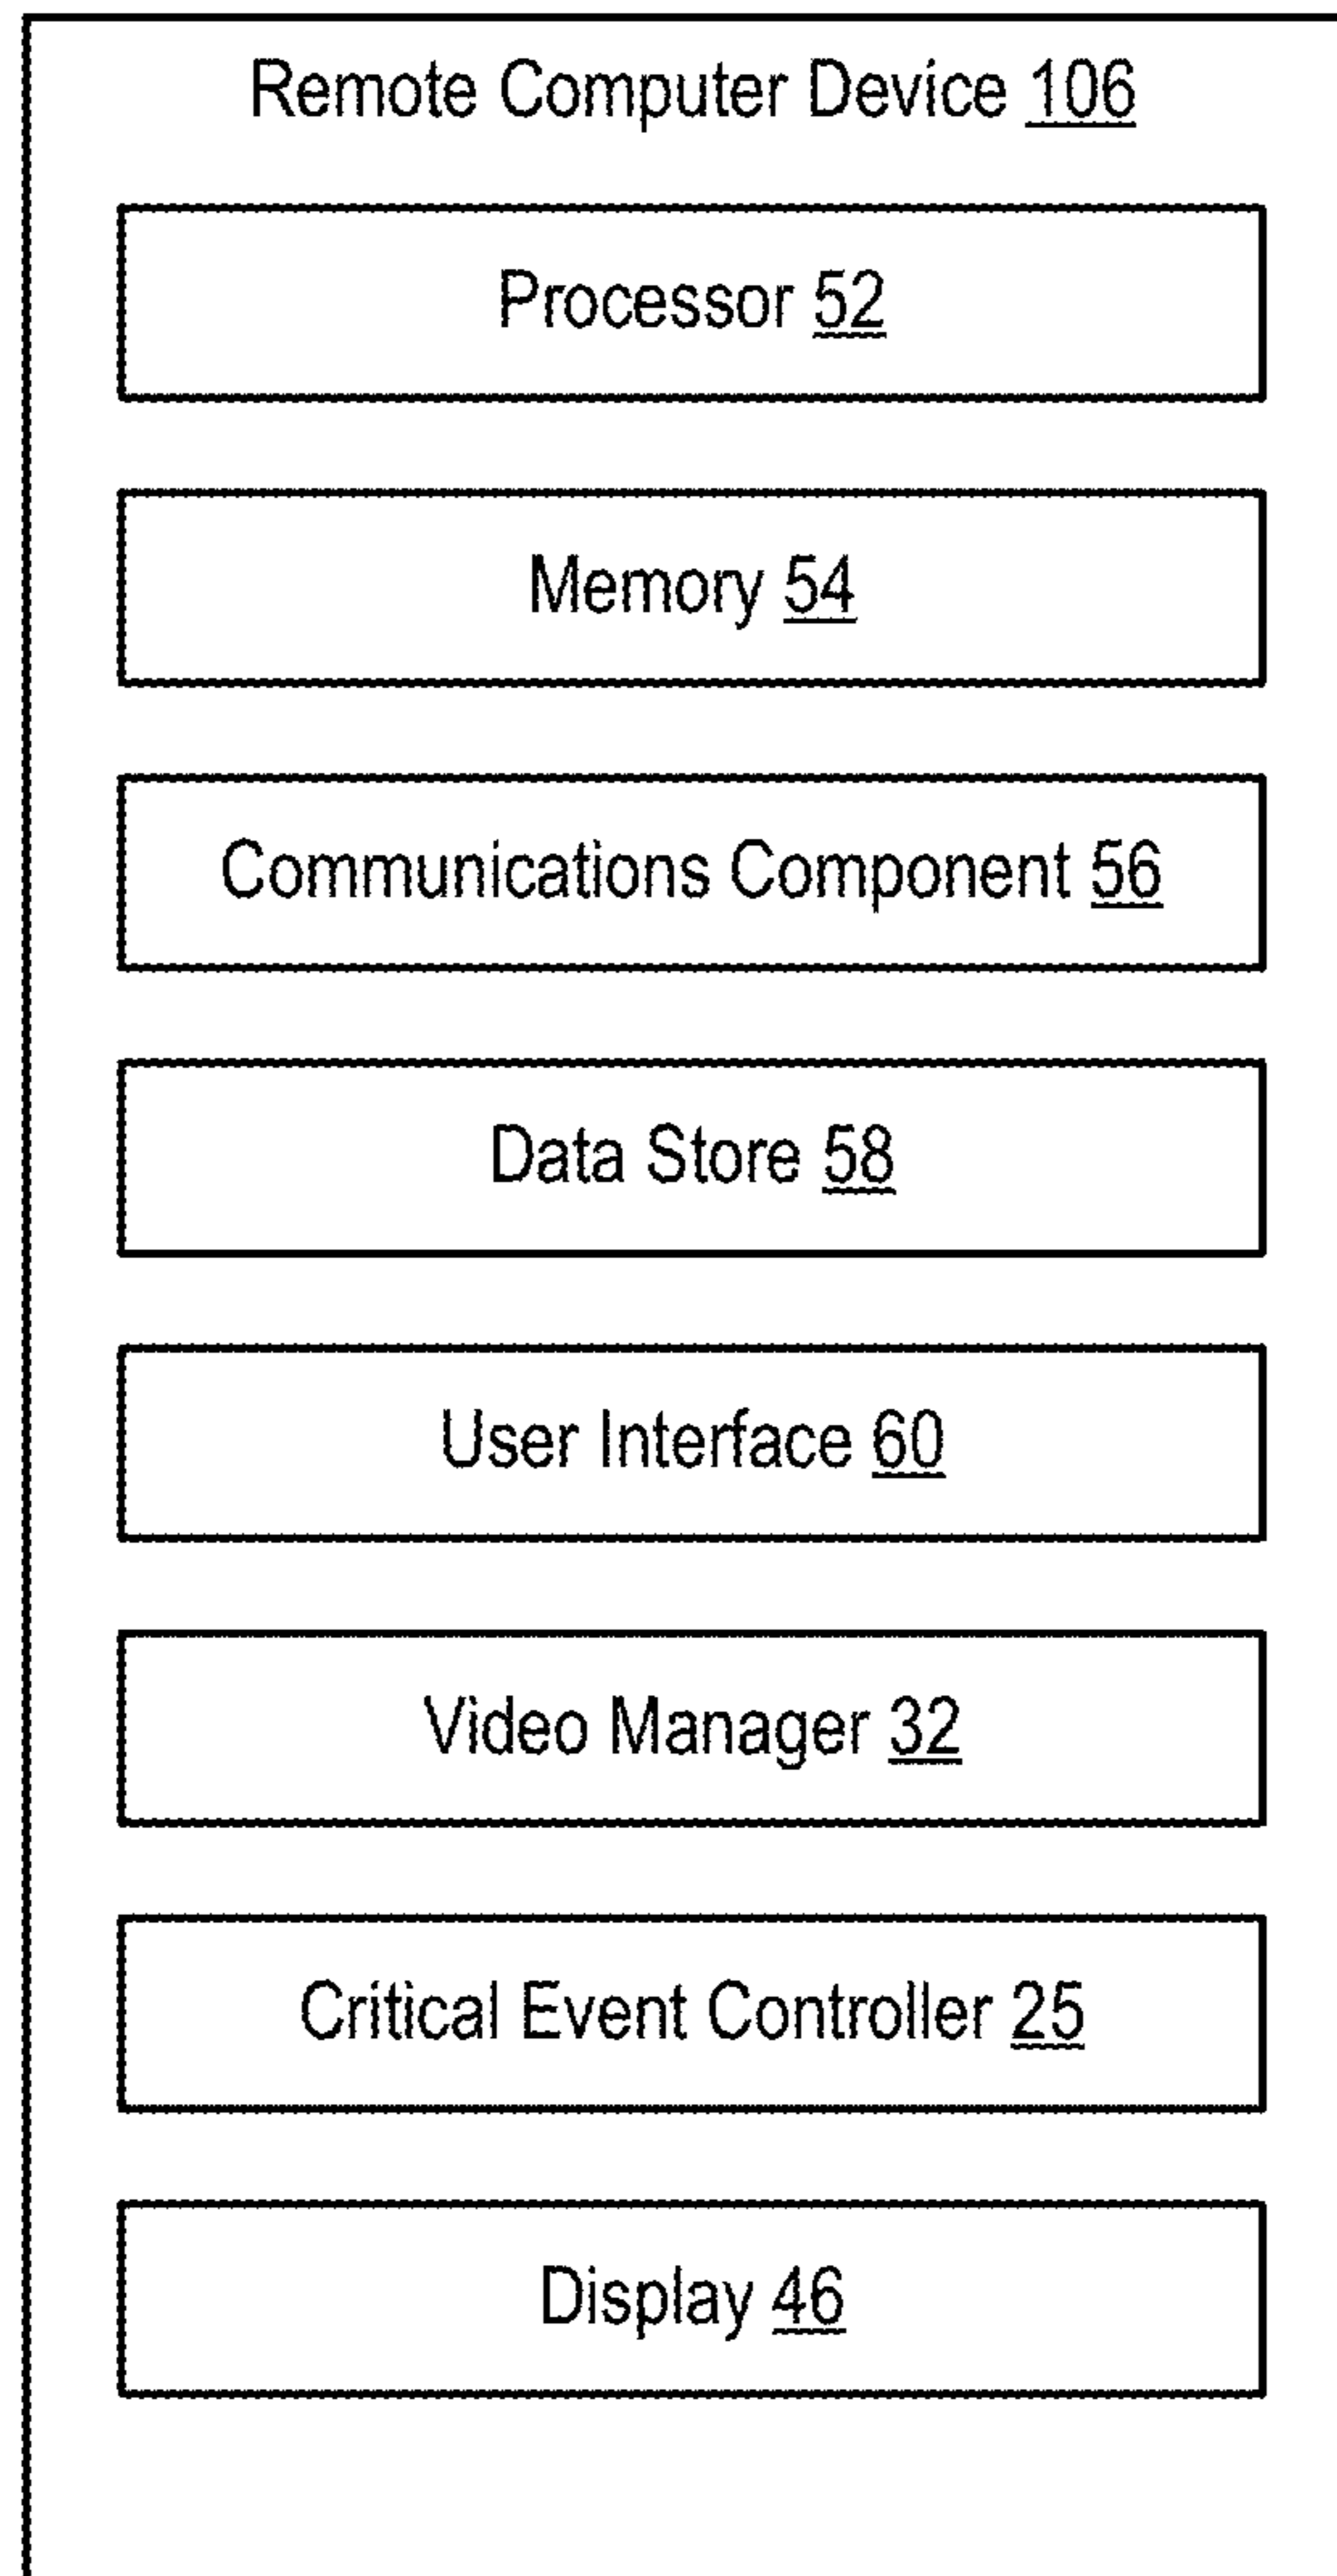 Remote Computer Device 106
Processor 52
Memory 54
Communications Component 56
Data Store 58
User Interface 60
Video Manager 32
Critical Event Controller 25
Display 46